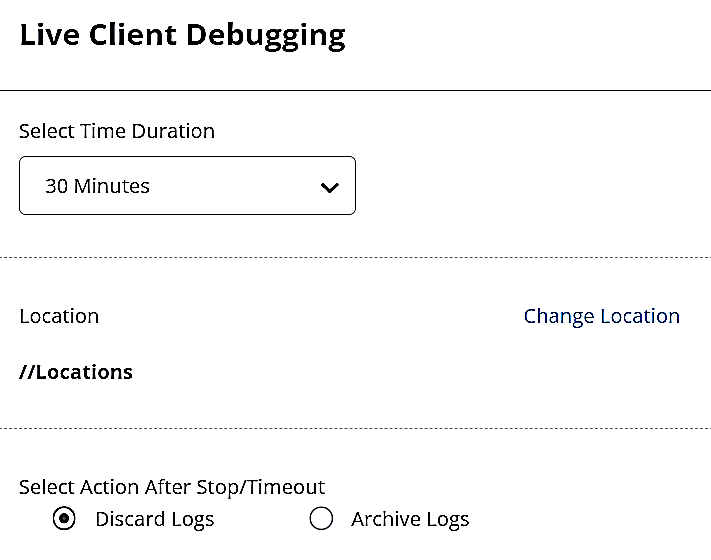 Live Client Debugging
Select Time Duration
30 Minutes
Location
Change Location
//Locations
Select Action After Stop/Timeout
Discard Logs
Archive Logs